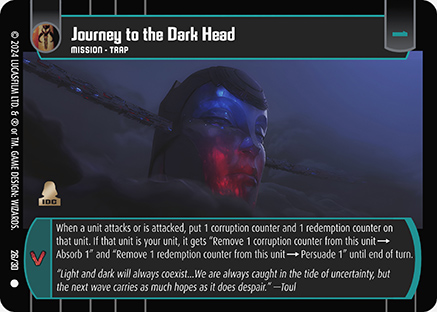 Journey to the Dark Head
MISSION - TRAP
© 2024 LUCASFILM LTD. & ® or TM. GAME DESIGN: WIZARDS.
IDC
26/30
V
When a unit attacks or is attacked, put 1 corruption counter and 1 redemption counter on
that unit. If that unit is your unit, it gets “Remove 1 corruption counter from this unit →
Absorb 1” and “Remove 1 redemption counter from this unit → Persuade 1” until end of turn.
“Light and dark will always coexist...We are always caught in the tide of uncertainty, but
the next wave carries as much hopes as it does despair.” —Toul